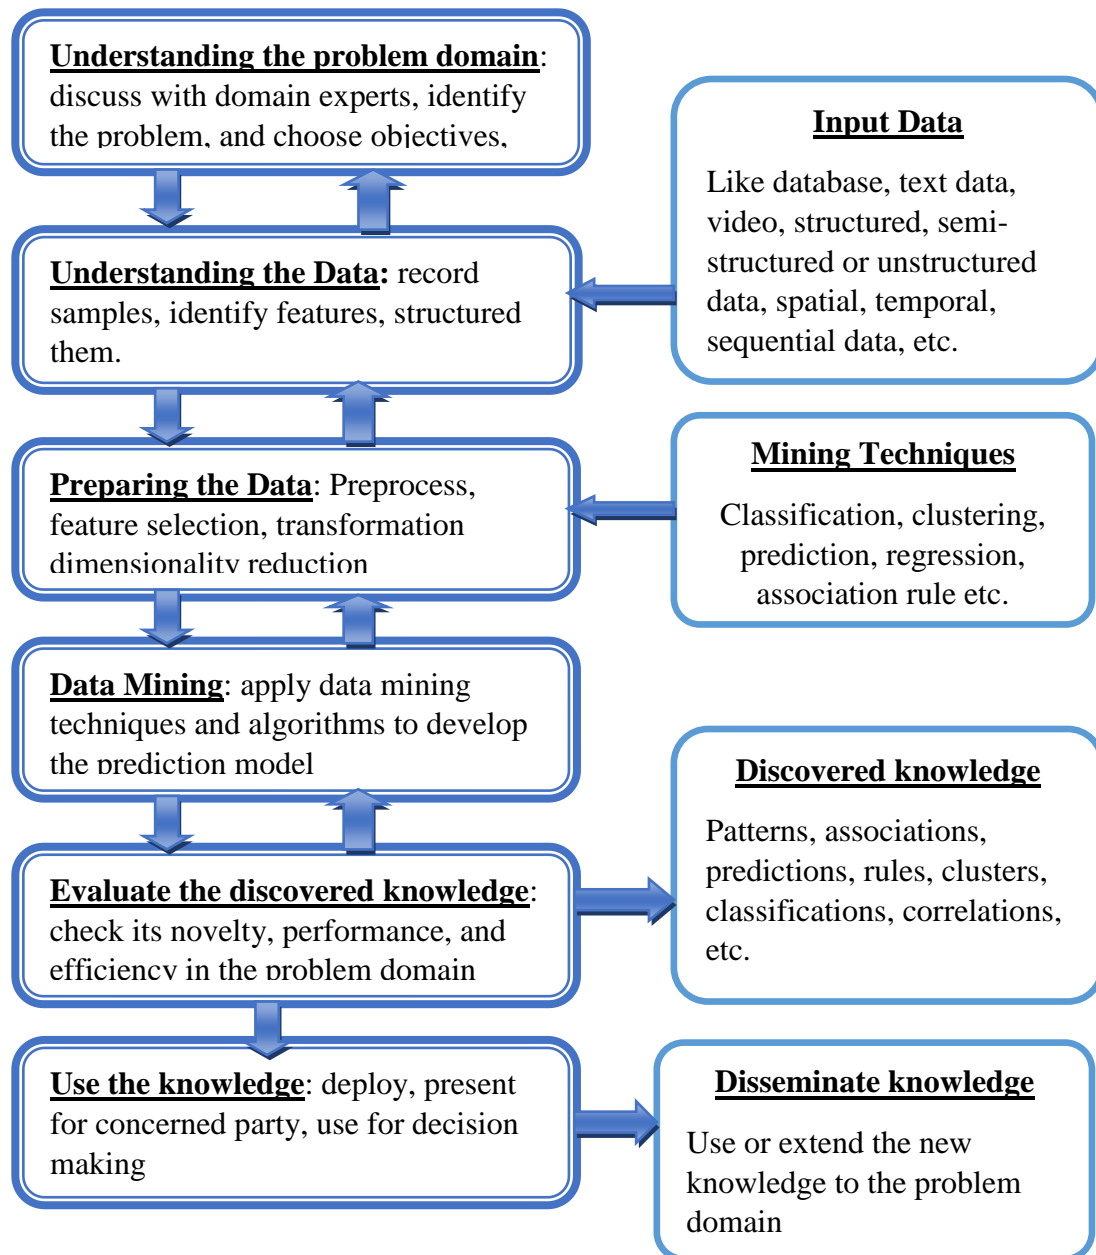 Understanding the problem domain:
discuss with domain experts, identify
the problem, and choose objectives,
Input Data
Like database, text data,
video, structured, semi-
structured or unstructured
data, spatial, temporal,
sequential data, etc.
Understanding the Data: record
samples, identify features, structured
them.
Mining Techniques
Classification, clustering,
prediction, regression,
association rule etc.
Preparing the Data: Preprocess,
feature selection, transformation
dimensionality reduction
Data Mining: apply data mining
techniques and algorithms to develop
the prediction model
Discovered knowledge
Patterns, associations,
predictions, rules, clusters,
classifications, correlations,
etc.
Evaluate the discovered knowledge:
check its novelty, performance, and
efficiency in the problem domain
Use the knowledge: deploy, present
for concerned party, use for decision
making
Disseminate knowledge
Use or extend the new
knowledge to the problem
domain